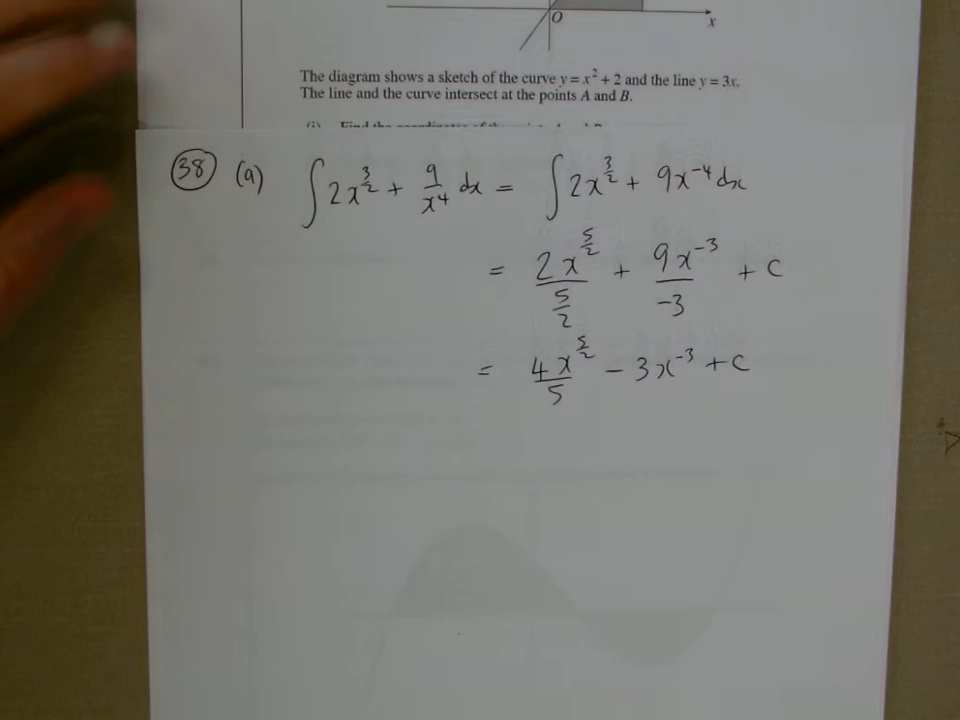 O
x
The diagram shows a sketch of the curve y = x² + 2 and the line y = 3x.
The line and the curve intersect at the points A and B.
38 (a) ∫ 2x^(3/2) + 9/x⁴ dx = ∫ 2x^(3/2) + 9x⁻⁴ dx
= 2x^(5/2)/(5/2) + 9x⁻³/-3 + c
= 4x^(5/2)/5 - 3x⁻³ + c